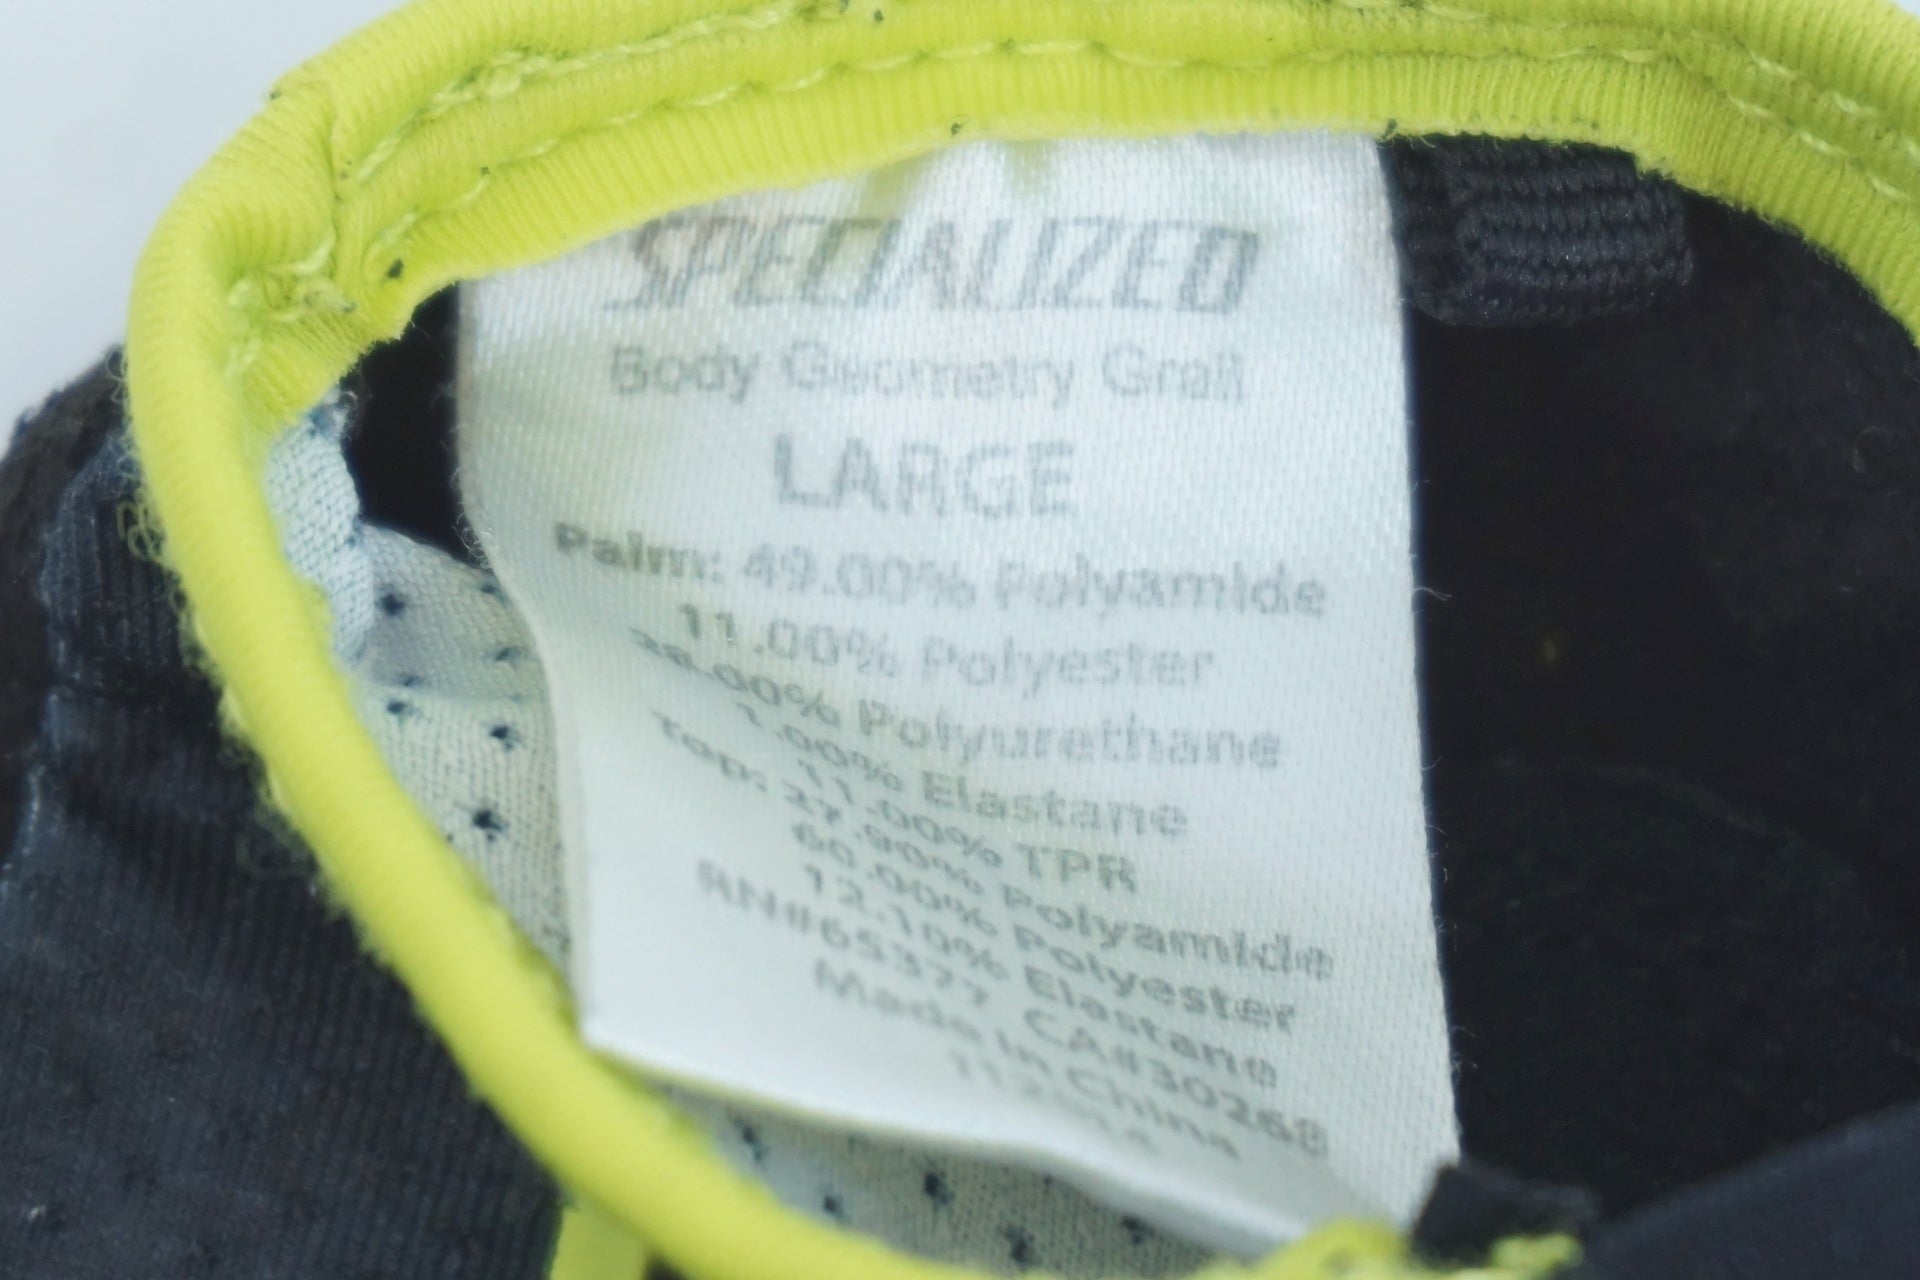 SPECIALIZED
Body Geometry Grail
LARGE
Palm: 49.00% Polyamide
11.00% Polyester
28.00% Polyurethane
1.00% Elastane
11.00% TPR
Top: 27.90% Polyamide
60.00% Polyester
12.10% Elastane
RN#65377 CA#30268
Made in China